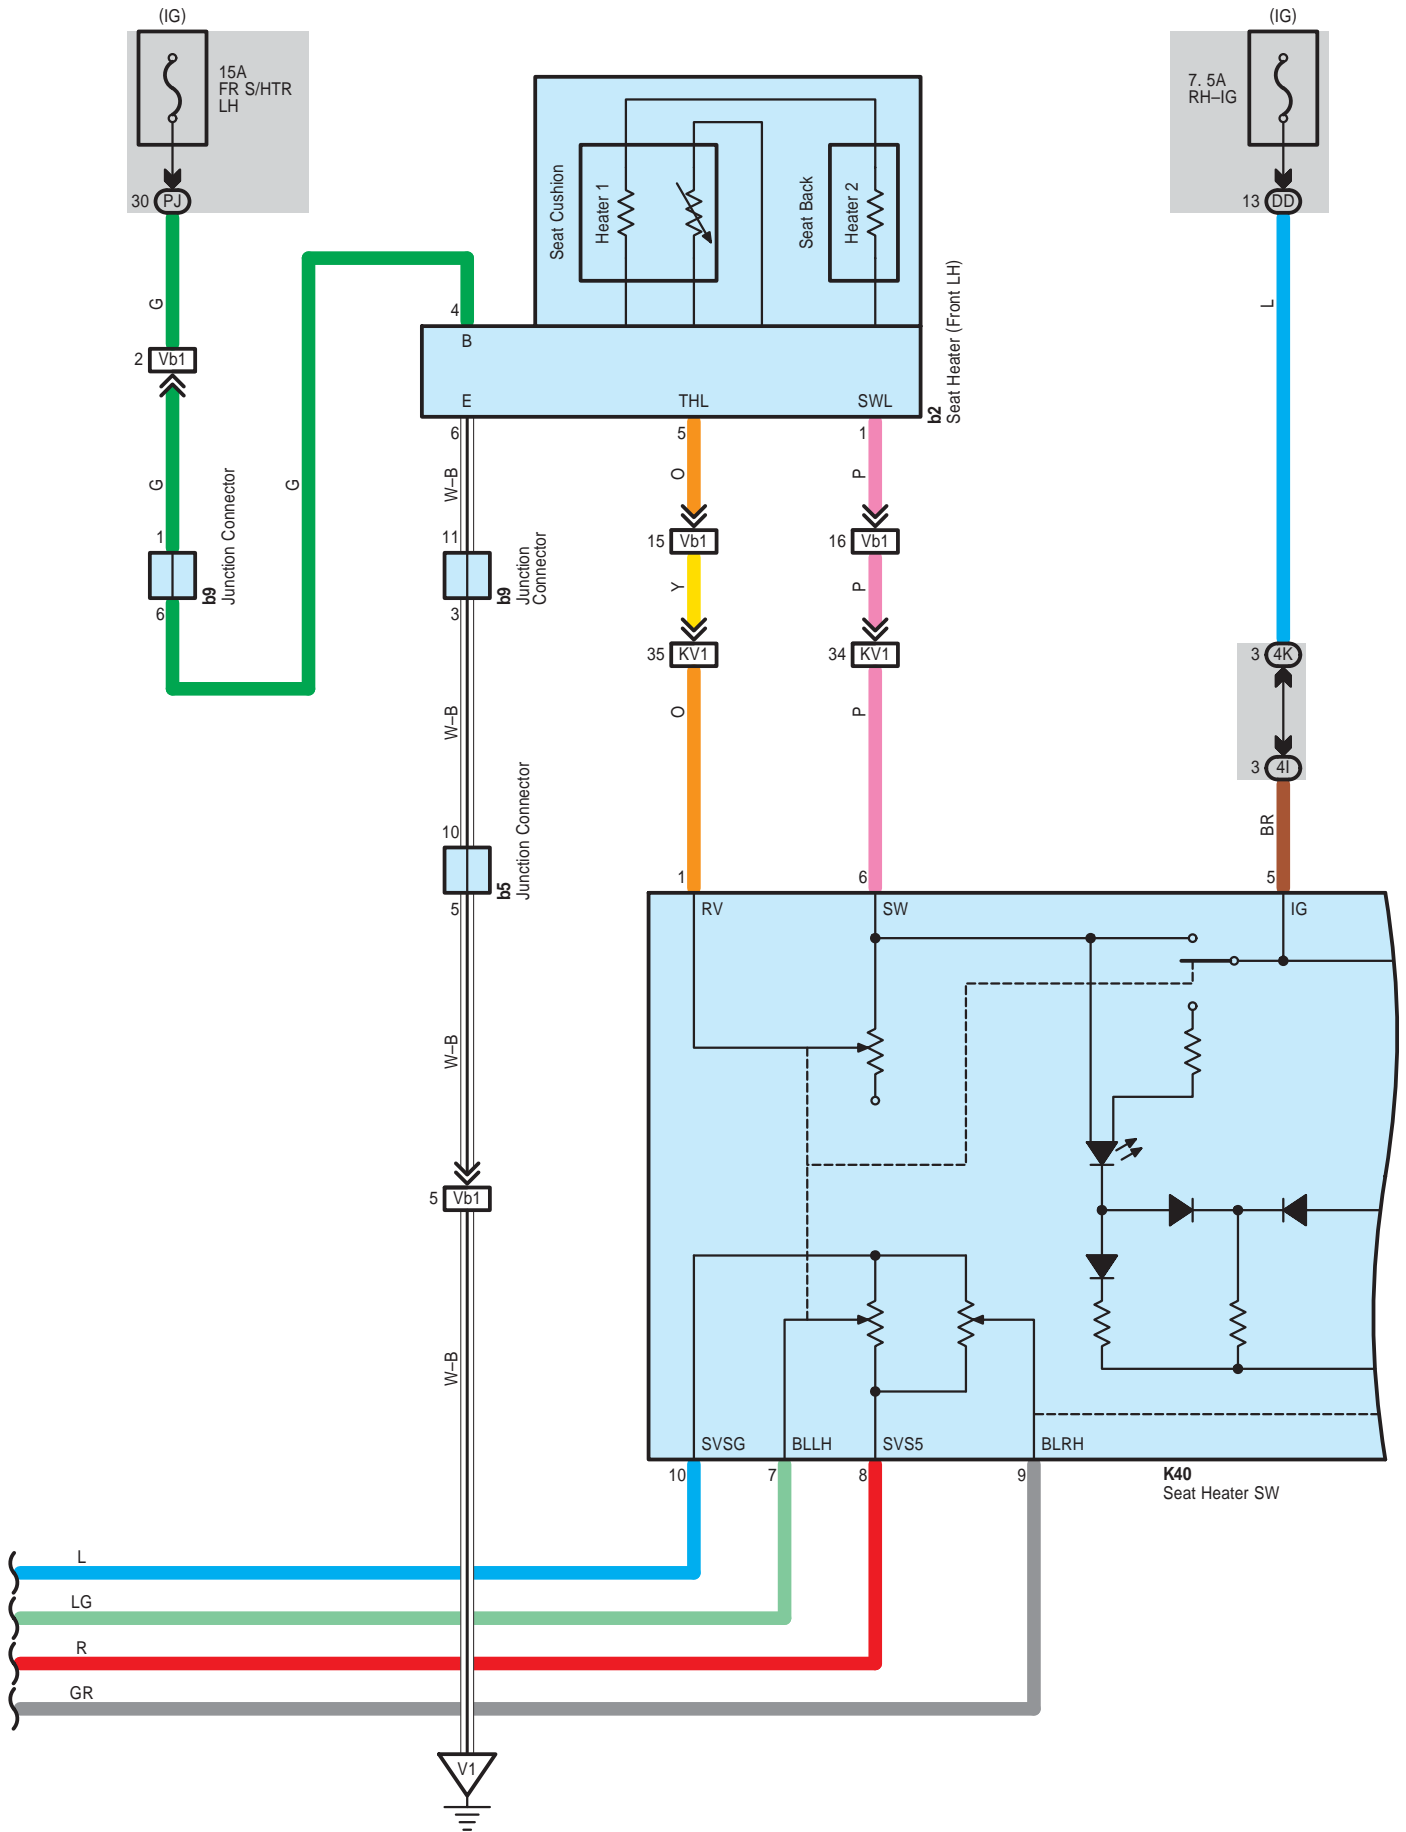 (IG)
15A
FR S/HTR
LH
30 PJ
G
2 Vb1
G
1
b9
Junction Connector
6
G
Seat Cushion
Heater 1
Seat Back
Heater 2
4
B
E
THL
SWL
b2
Seat Heater (Front LH)
6
5
1
W–B
O
P
11
b9
Junction
Connector
3
15 Vb1
16 Vb1
Y
P
35 KV1
34 KV1
W–B
O
P
10
b5
Junction Connector
5
W–B
5 Vb1
W–B
V1
(IG)
7. 5A
RH–IG
13 DD
L
3 4K
3 4I
BR
1
6
5
RV
SW
IG
SVSG
BLLH
SVS5
BLRH
10
7
8
9
K40
Seat Heater SW
L
LG
R
GR